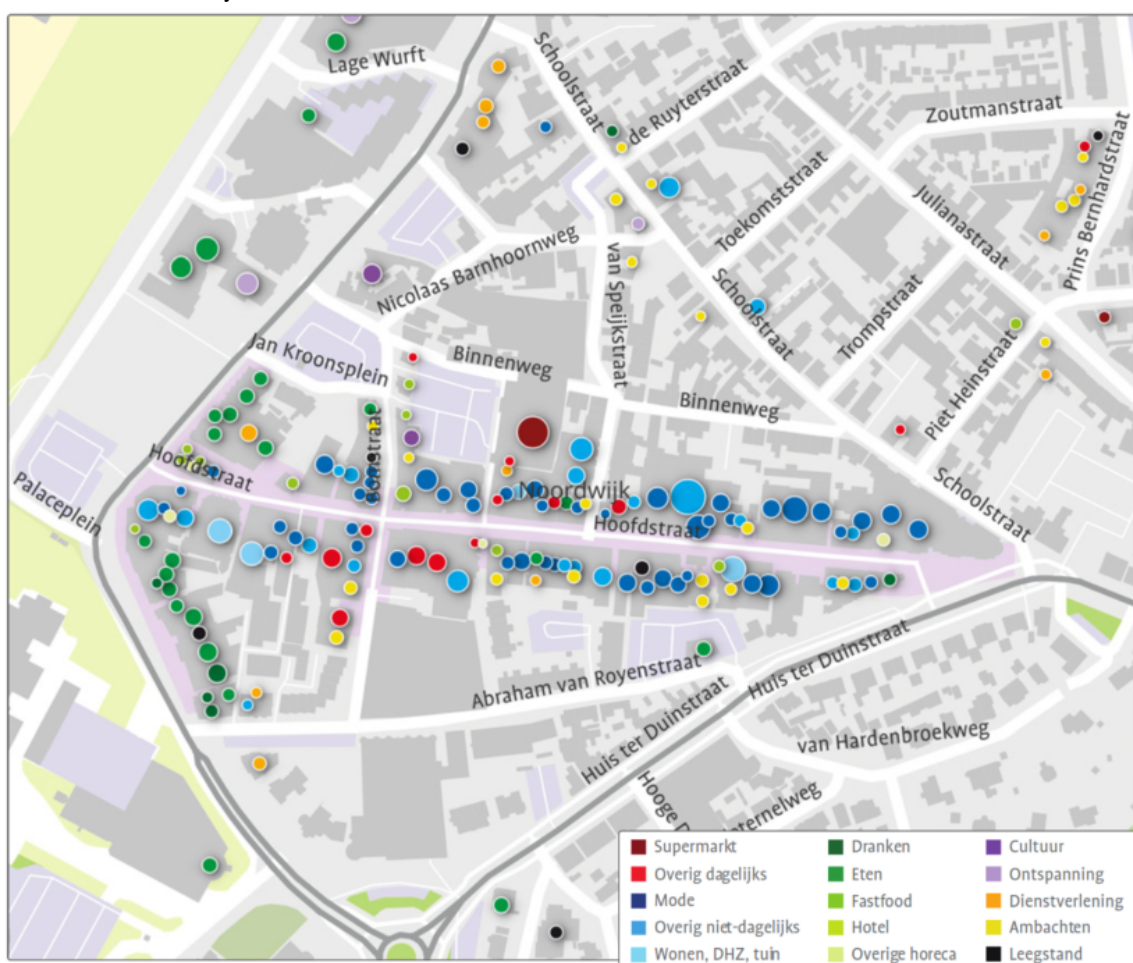 Lage Wurft
Schoolstraat
de Ruyterstraat
Zoutmanstraat
Prins Bernhardstraat
Julianastraat
Toekomststraat
Nicolaas Barnhoornweg
van Speijkstraat
Schoolstraat
Trompstraat
Jan Kroonsplein
Binnenweg
Binnenweg
Piet Heinstraat
Hoofdstraat
Palaceplein
Noordwijk
Hoofdstraat
Schoolstraat
Abraham van Royenstraat
Huis ter Duinstraat
Huis ter Duinstraat
van Hardenbroekweg
Hooge
Supermarkt
Overig dagelijks
Mode
Overig niet-dagelijks
Wonen, DHZ, tuin
Dranken
Eten
Fastfood
Hotel
Overige horeca
Cultuur
Ontspanning
Dienstverlening
Ambachten
Leegstand